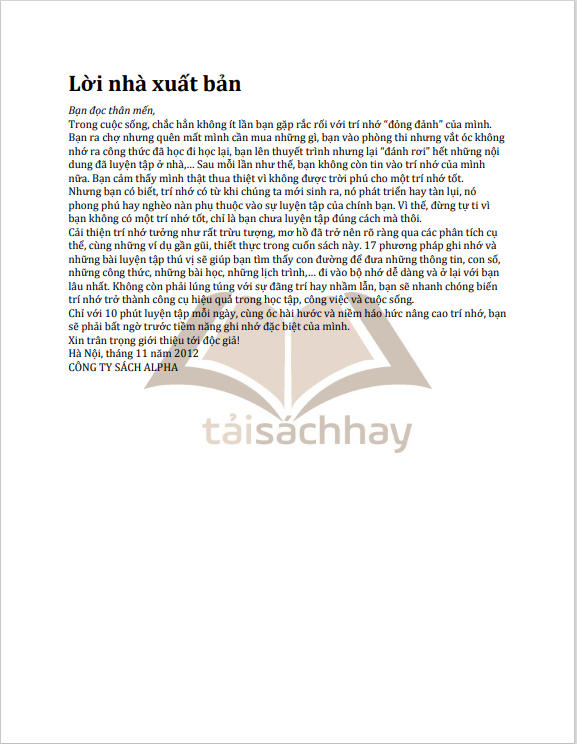 Lời nhà xuất bản
Bạn đọc thân mến,
Trong cuộc sống, chắc hẳn không ít lần bạn gặp rắc rối với trí nhớ “đỏng đảnh” của mình.
Bạn ra chợ nhưng quên mất mình cần mua những gì, bạn vào phòng thi nhưng vắt óc không
nhớ ra công thức đã học đi học lại, bạn lên thuyết trình nhưng lại “đánh rơi” hết những nội
dung đã luyện tập ở nhà,... Sau mỗi lần như thế, bạn không còn tin vào trí nhớ của mình
nữa. Bạn cảm thấy mình thật thua thiệt vì không được trời phú cho một trí nhớ tốt.
Nhưng bạn có biết, trí nhớ có từ khi chúng ta mới sinh ra, nó phát triển hay tàn lụi, nó
phong phú hay nghèo nàn phụ thuộc vào sự luyện tập của chính bạn. Vì thế, đừng tự ti vì
bạn không có một trí nhớ tốt, chỉ là bạn chưa luyện tập đúng cách mà thôi.
Cải thiện trí nhớ tưởng như rất trừu tượng, mơ hồ đã trở nên rõ ràng qua các phân tích cụ
thể, cùng những ví dụ gần gũi, thiết thực trong cuốn sách này. 17 phương pháp ghi nhớ và
những bài luyện tập thú vị sẽ giúp bạn tìm thấy con đường để đưa những thông tin, con số,
những công thức, những bài học, những lịch trình,... đi vào bộ nhớ dễ dàng và ở lại với bạn
lâu nhất. Không còn phải lúng túng với sự đãng trí hay nhầm lẫn, bạn sẽ nhanh chóng biến
trí nhớ trở thành công cụ hiệu quả trong học tập, công việc và cuộc sống.
Chỉ với 10 phút luyện tập mỗi ngày, cùng óc hài hước và niềm háo hức nâng cao trí nhớ, bạn
sẽ phải bất ngờ trước tiềm năng ghi nhớ đặc biệt của mình.
Xin trân trọng giới thiệu tới độc giả!
Hà Nội, tháng 11 năm 2012
CÔNG TY SÁCH ALPHA
tảisáchhay